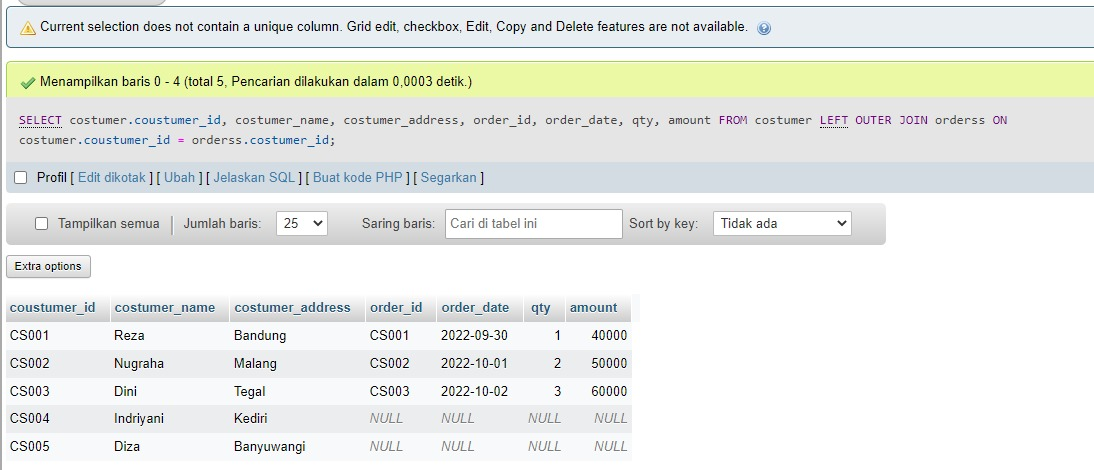 Current selection does not contain a unique column. Grid edit, checkbox, Edit, Copy and Delete features are not available.
Menampilkan baris 0 - 4 (total 5, Pencarian dilakukan dalam 0,0003 detik.)
SELECT costumer.coustumer_id, costumer_name, costumer_address, order_id, order_date, qty, amount FROM costumer LEFT OUTER JOIN orderss ON
costumer.coustumer_id = orderss.costumer_id;
Profil [ Edit dikotak ] [ Ubah ] [ Jelaskan SQL ] [ Buat kode PHP ] [ Segarkan ]
Tampilkan semua | Jumlah baris: 25 Saring baris: Cari di tabel ini Sort by key: Tidak ada
Extra options
coustumer_id costumer_name costumer_address order_id order_date qty amount
CS001 Reza Bandung CS001 2022-09-30 1 40000
CS002 Nugraha Malang CS002 2022-10-01 2 50000
CS003 Dini Tegal CS003 2022-10-02 3 60000
CS004 Indriyani Kediri NULL NULL NULL NULL
CS005 Diza Banyuwangi NULL NULL NULL NULL